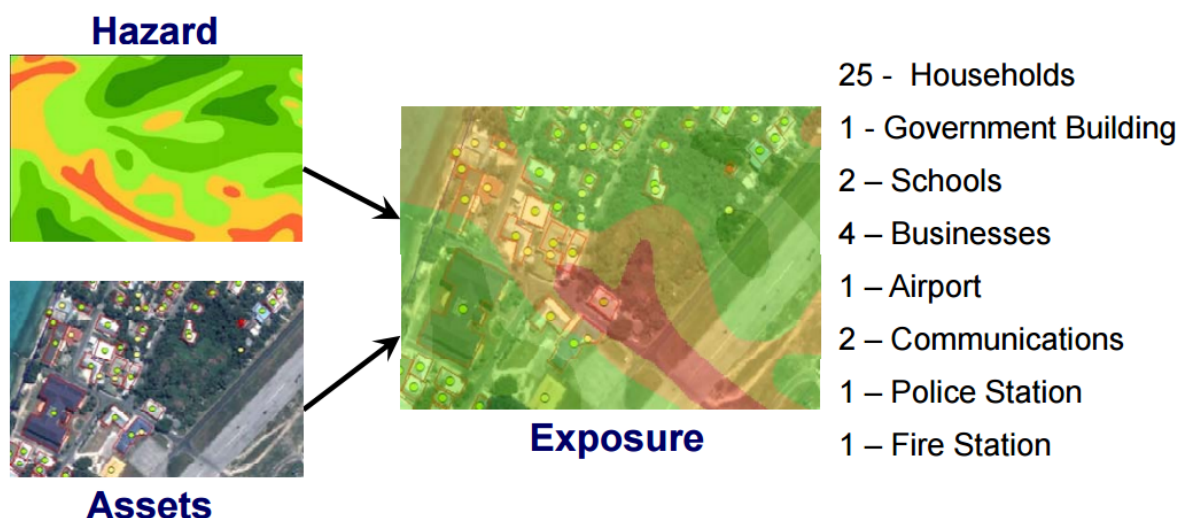 Hazard
Assets
Exposure
25 -  Households
1 - Government Building
2 – Schools
4 – Businesses
1 – Airport
2 – Communications
1 – Police Station
1 – Fire Station